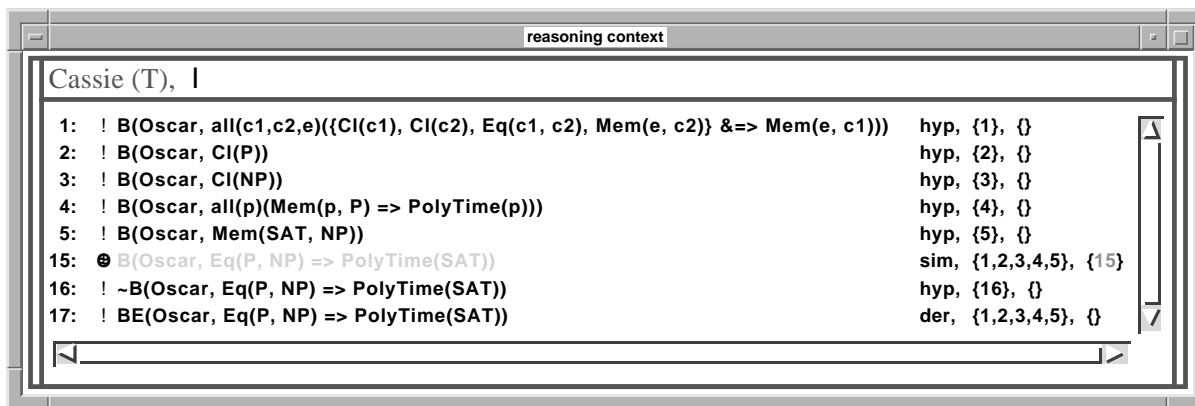 reasoning context
Cassie (T),
1: ! B(Oscar, all(c1,c2,e)({Cl(c1), Cl(c2), Eq(c1, c2), Mem(e, c2)} &=> Mem(e, c1))) hyp, {1}, {}
2: ! B(Oscar, Cl(P)) hyp, {2}, {}
3: ! B(Oscar, Cl(NP)) hyp, {3}, {}
4: ! B(Oscar, all(p)(Mem(p, P) => PolyTime(p))) hyp, {4}, {}
5: ! B(Oscar, Mem(SAT, NP)) hyp, {5}, {}
15: B(Oscar, Eq(P, NP) => PolyTime(SAT)) sim, {1,2,3,4,5}, {15}
16: ! ~B(Oscar, Eq(P, NP) => PolyTime(SAT)) hyp, {16}, {}
17: ! BE(Oscar, Eq(P, NP) => PolyTime(SAT)) der, {1,2,3,4,5}, {}